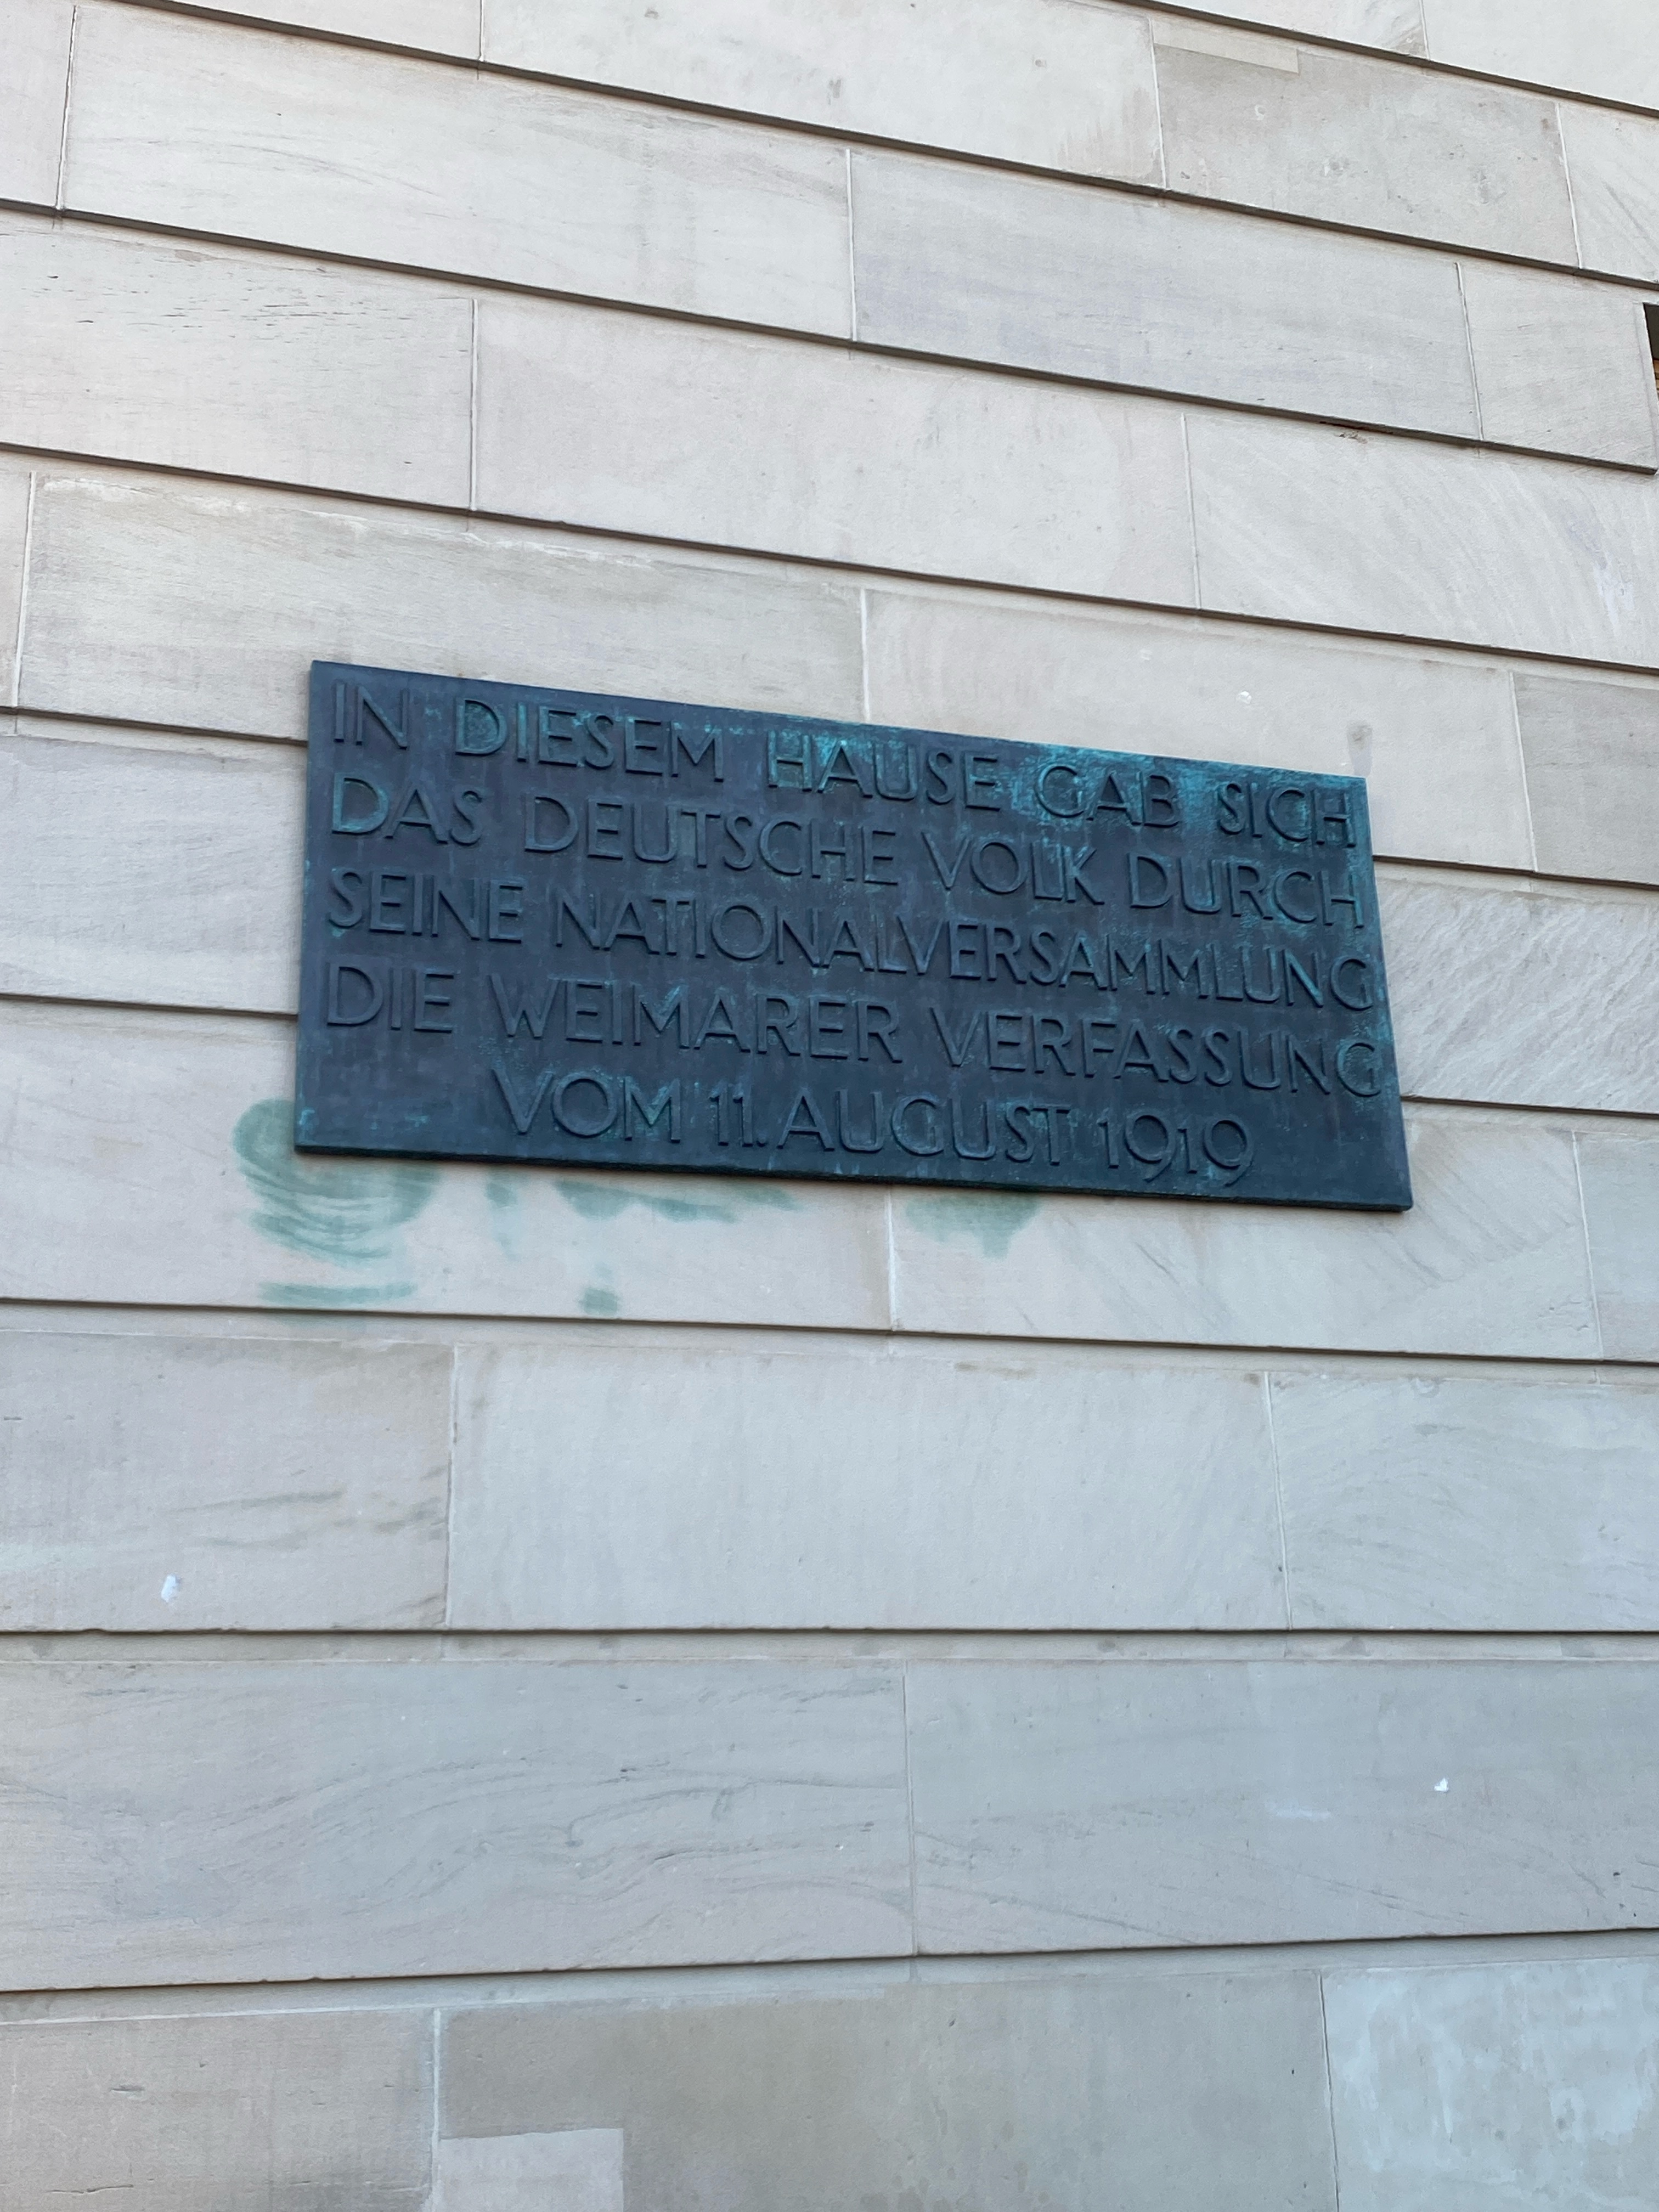 IN DIESEM HAUSE GAB SICH
DAS DEUTSCHE VOLK DURCH
SEINE NATIONALVERSAMMLUNG
DIE WEIMARER VERFASSUNG
VOM 11. AUGUST 1919